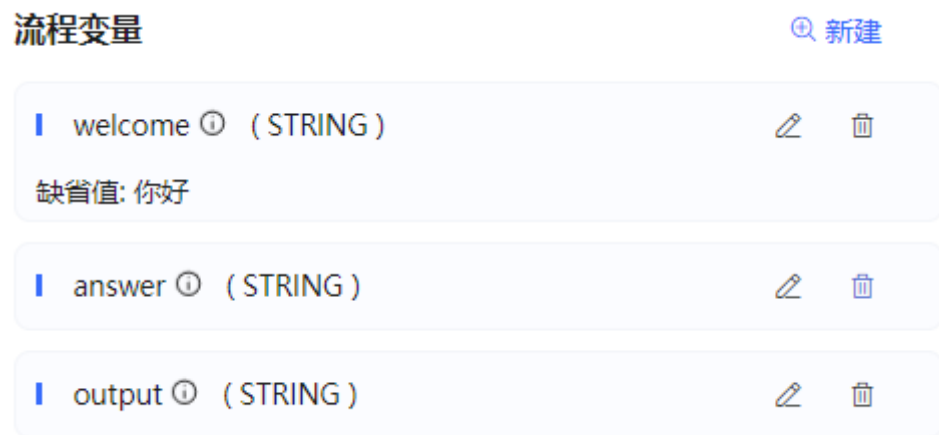 流程变量 新建
welcome ( STRING )
缺省值: 你好
answer ( STRING )
output ( STRING )